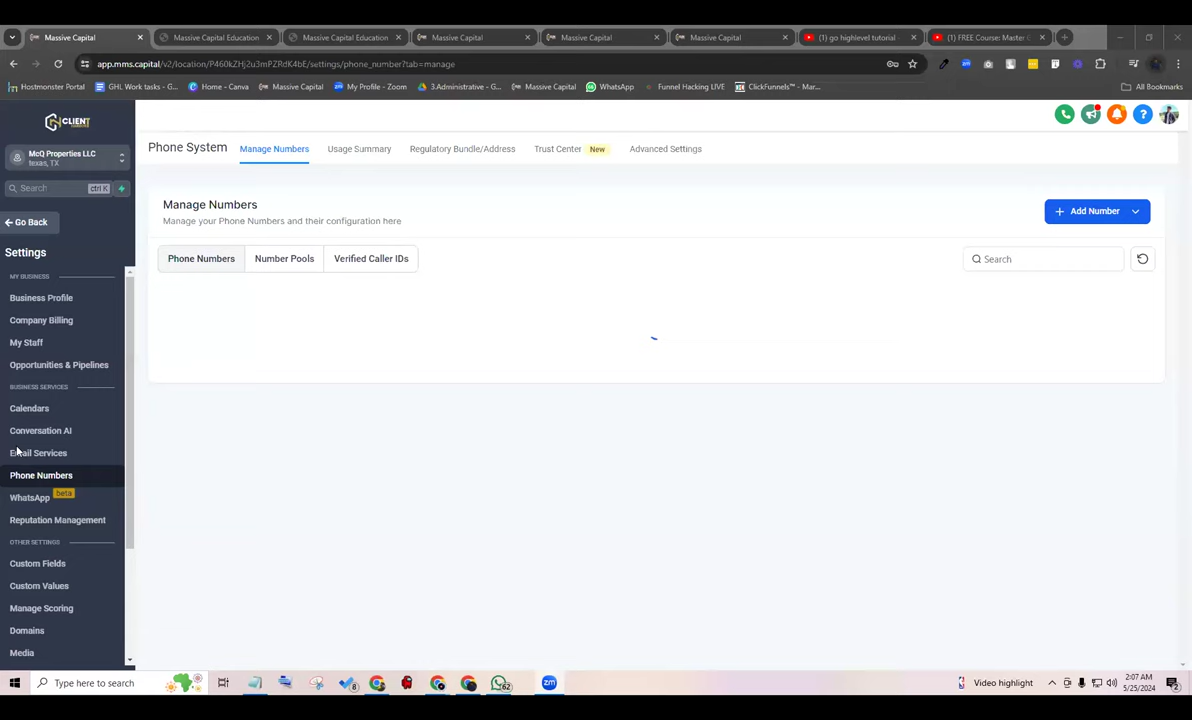 Massive Capital
Massive Capital Education
Massive Capital Education
Massive Capital
Massive Capital
Massive Capital
(1) go highlevel tutorial -
(1) FREE Course: Master
app.mms.capital/v2/location/P460kZHj2u3mPZRdK4bE/settings/phone_number?tab=manage
Hostmonster Portal
GHL Work tasks - G...
Home - Canva
Massive Capital
My Profile - Zoom
3.Administrative - G...
Massive Capital
WhatsApp
Funnel Hacking LIVE
ClickFunnels™ - Mar...
All Bookmarks
CLIENT
McQ Properties LLC
texas, TX
Search ctrl K
Go Back
Settings
MY BUSINESS
Business Profile
Company Billing
My Staff
Opportunities & Pipelines
BUSINESS SERVICES
Calendars
Conversation AI
Email Services
Phone Numbers
WhatsApp beta
Reputation Management
OTHER SETTINGS
Custom Fields
Custom Values
Manage Scoring
Domains
Media
Phone System
Manage Numbers
Usage Summary
Regulatory Bundle/Address
Trust Center New
Advanced Settings
Manage Numbers
Manage your Phone Numbers and their configuration here
+ Add Number
Phone Numbers
Number Pools
Verified Caller IDs
Search
Type here to search
8
62
zm
Video highlight
2:07 AM
5/25/2024
2